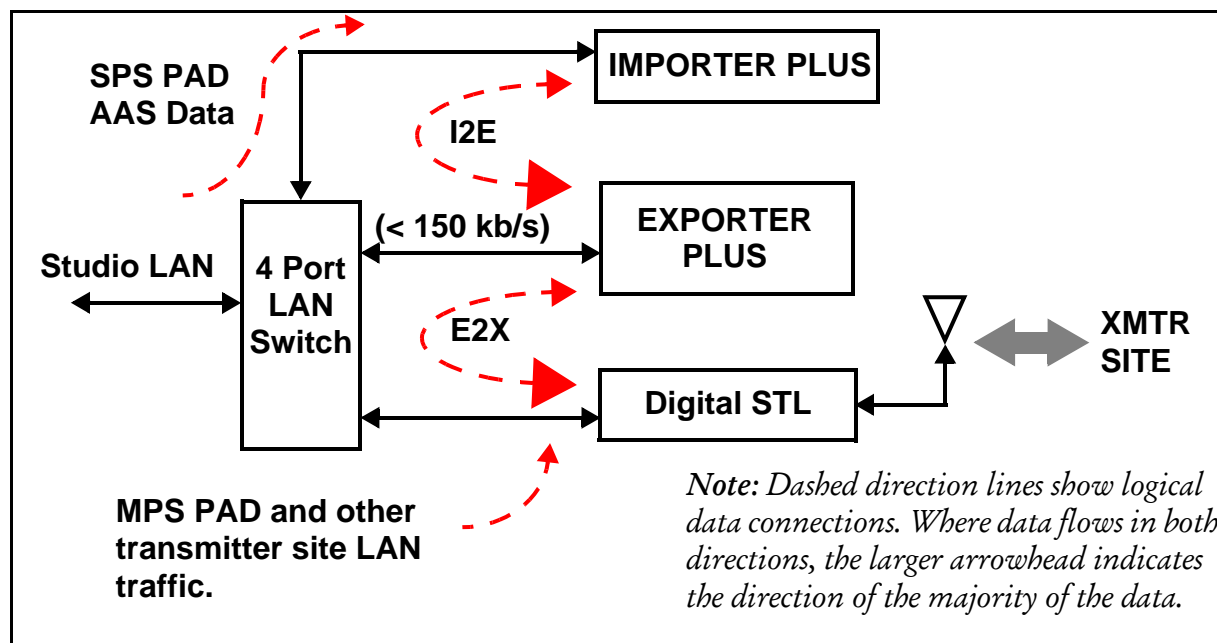 SPS PAD
AAS Data
IMPORTER PLUS
I2E
(< 150 kb/s)
EXPORTER
PLUS
Studio LAN
4 Port
LAN
Switch
E2X
XMTR
SITE
Digital STL
MPS PAD and other
transmitter site LAN
traffic.
Note: Dashed direction lines show logical
data connections. Where data flows in both
directions, the larger arrowhead indicates
the direction of the majority of the data.